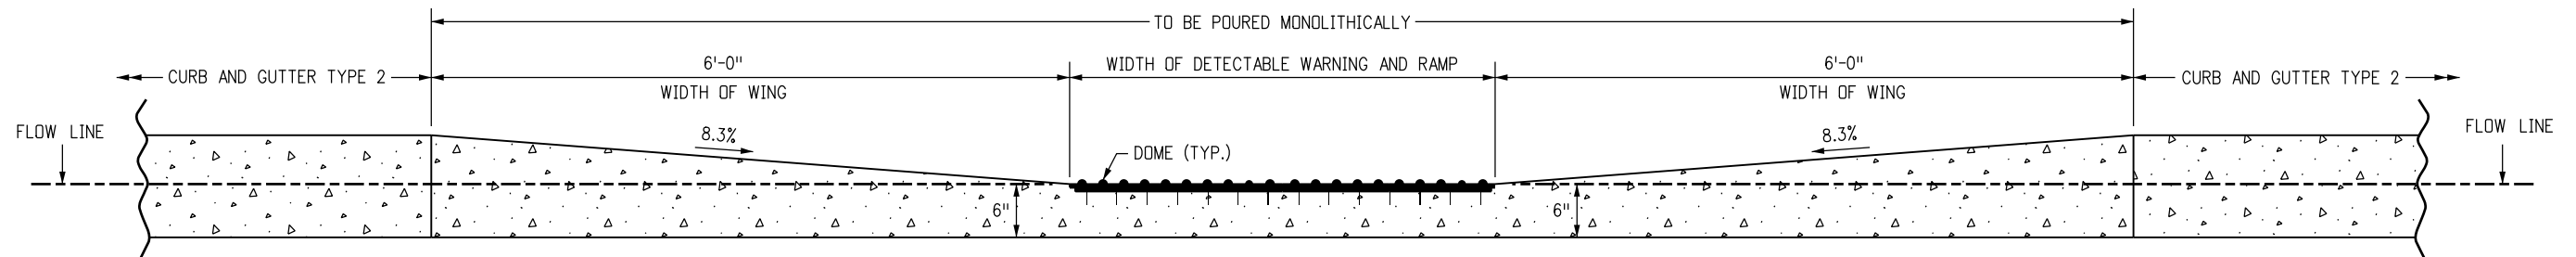 TO BE POURED MONOLITHICALLY
CURB AND GUTTER TYPE 2
6'-0"
WIDTH OF WING
WIDTH OF DETECTABLE WARNING AND RAMP
6'-0"
WIDTH OF WING
CURB AND GUTTER TYPE 2
FLOW LINE
8.3%
DOME (TYP.)
8.3%
FLOW LINE
6"
6"